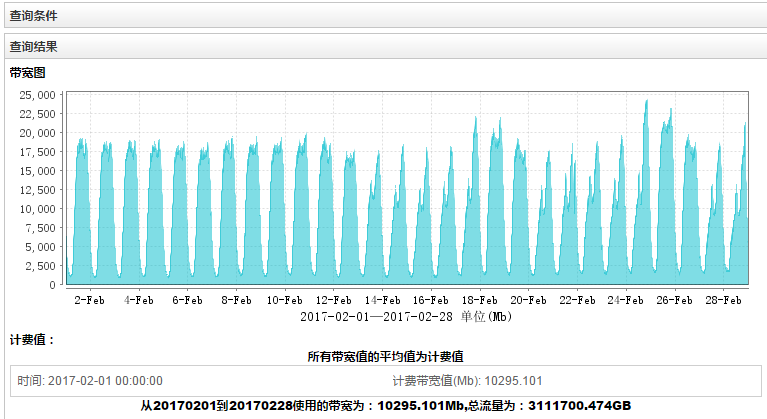 查询条件
查询结果
带宽图
25,000
22,500
20,000
17,500
15,000
12,500
10,000
7,500
5,000
2,500
0
2-Feb 4-Feb 6-Feb 8-Feb 10-Feb 12-Feb 14-Feb 16-Feb 18-Feb 20-Feb 22-Feb 24-Feb 26-Feb 28-Feb
2017-02-01—2017-02-28 单位(Mb)
计费值：
所有带宽值的平均值为计费值
时间: 2017-02-01 00:00:00 计费带宽值(Mb): 10295.101
从20170201到20170228使用的带宽为：10295.101Mb,总流量为：3111700.474GB